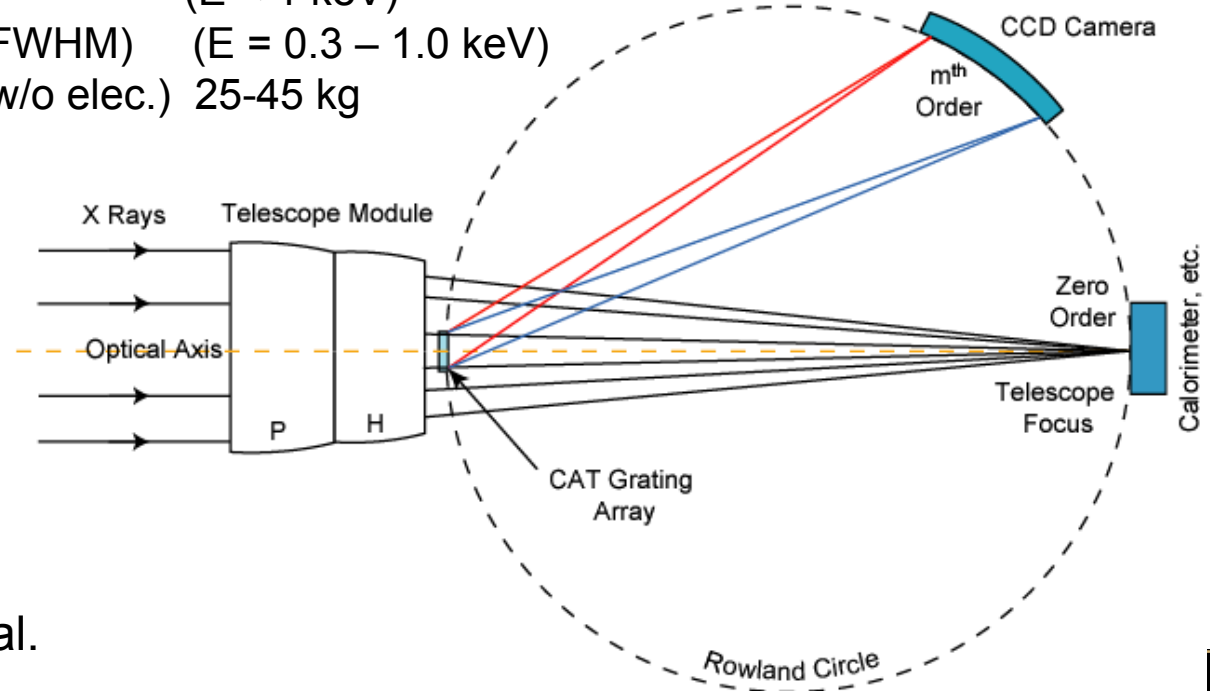 FWHM) (E = 0.3 – 1.0 keV)
w/o elec.) 25-45 kg
CCD Camera
mth
Order
X Rays
Telescope Module
Optical Axis
P
H
Zero
Order
Telescope
Focus
Calorimeter, etc.
CAT Grating
Array
al.
Rowland Circle